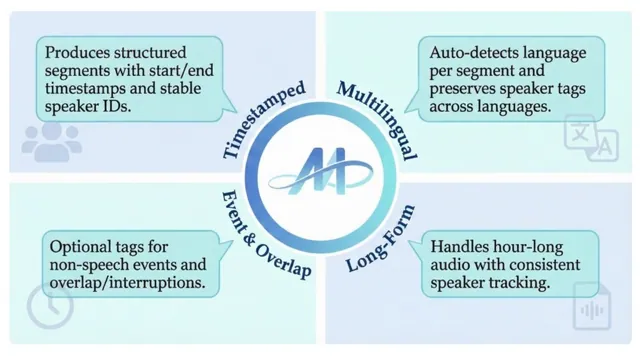 Produces structured
segments with start/end
timestamps and stable
speaker IDs.
Timestamped
Multilingual
Auto-detects language
per segment and
preserves speaker tags
across languages.
文
A
Optional tags for
non-speech events and
overlap/interruptions.
Event & Overlap
Long-Form
Handles hour-long
audio with consistent
speaker tracking.